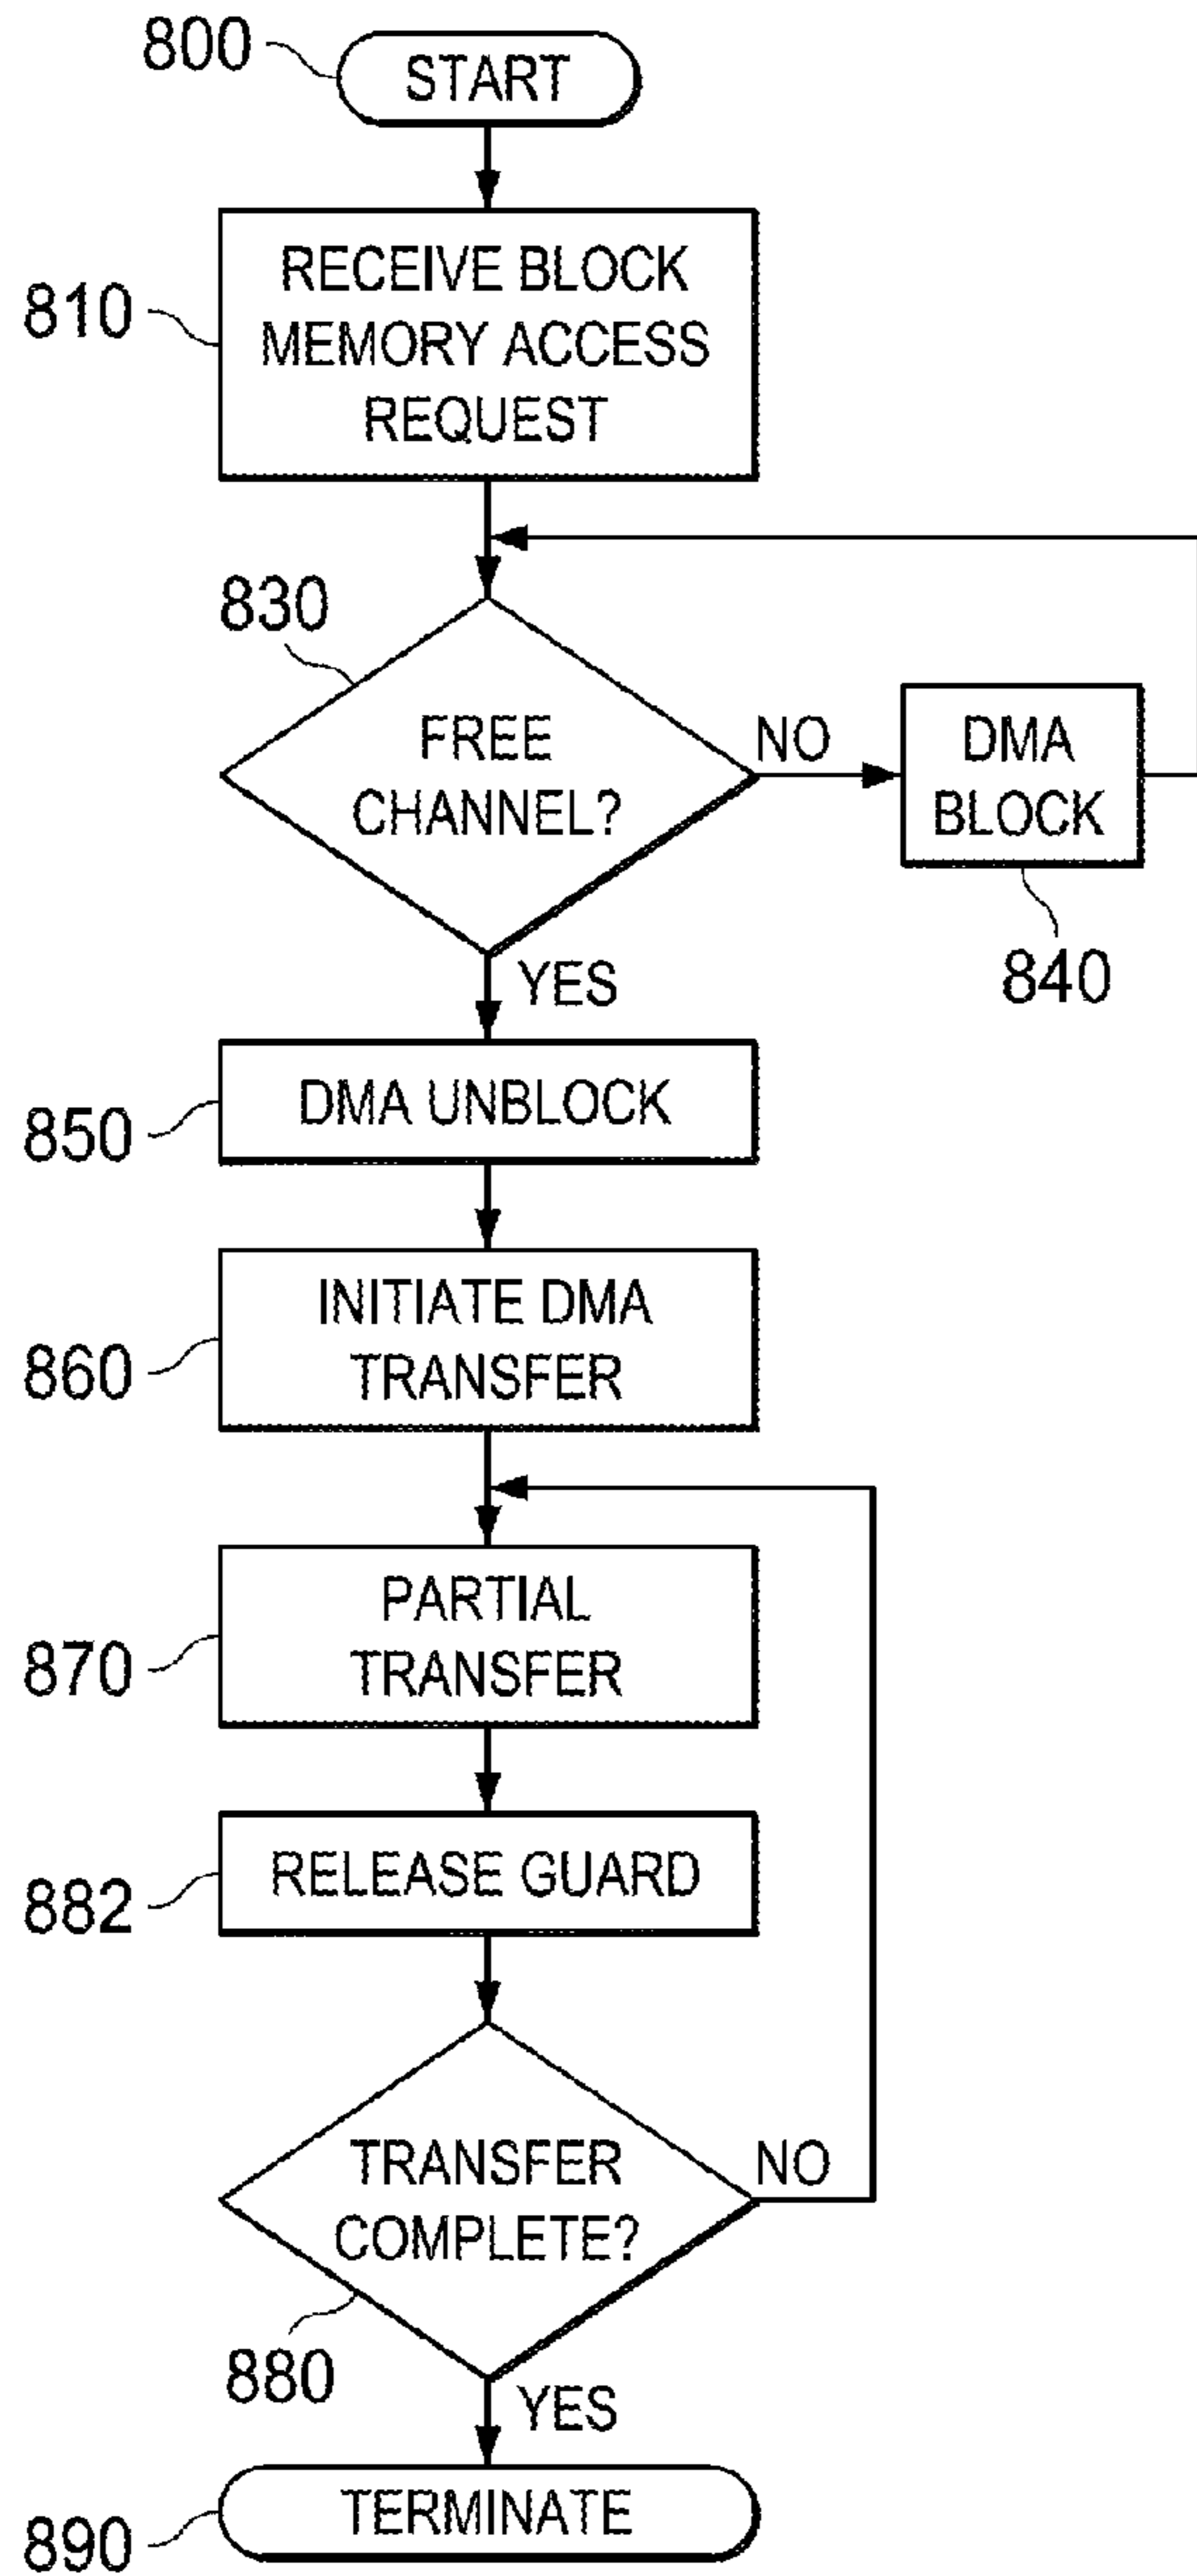 800
START
810
RECEIVE BLOCK
MEMORY ACCESS
REQUEST
830
FREE
CHANNEL?
NO
DMA
BLOCK
840
YES
850
DMA UNBLOCK
860
INITIATE DMA
TRANSFER
870
PARTIAL
TRANSFER
882
RELEASE GUARD
TRANSFER
COMPLETE?
NO
880
YES
890
TERMINATE